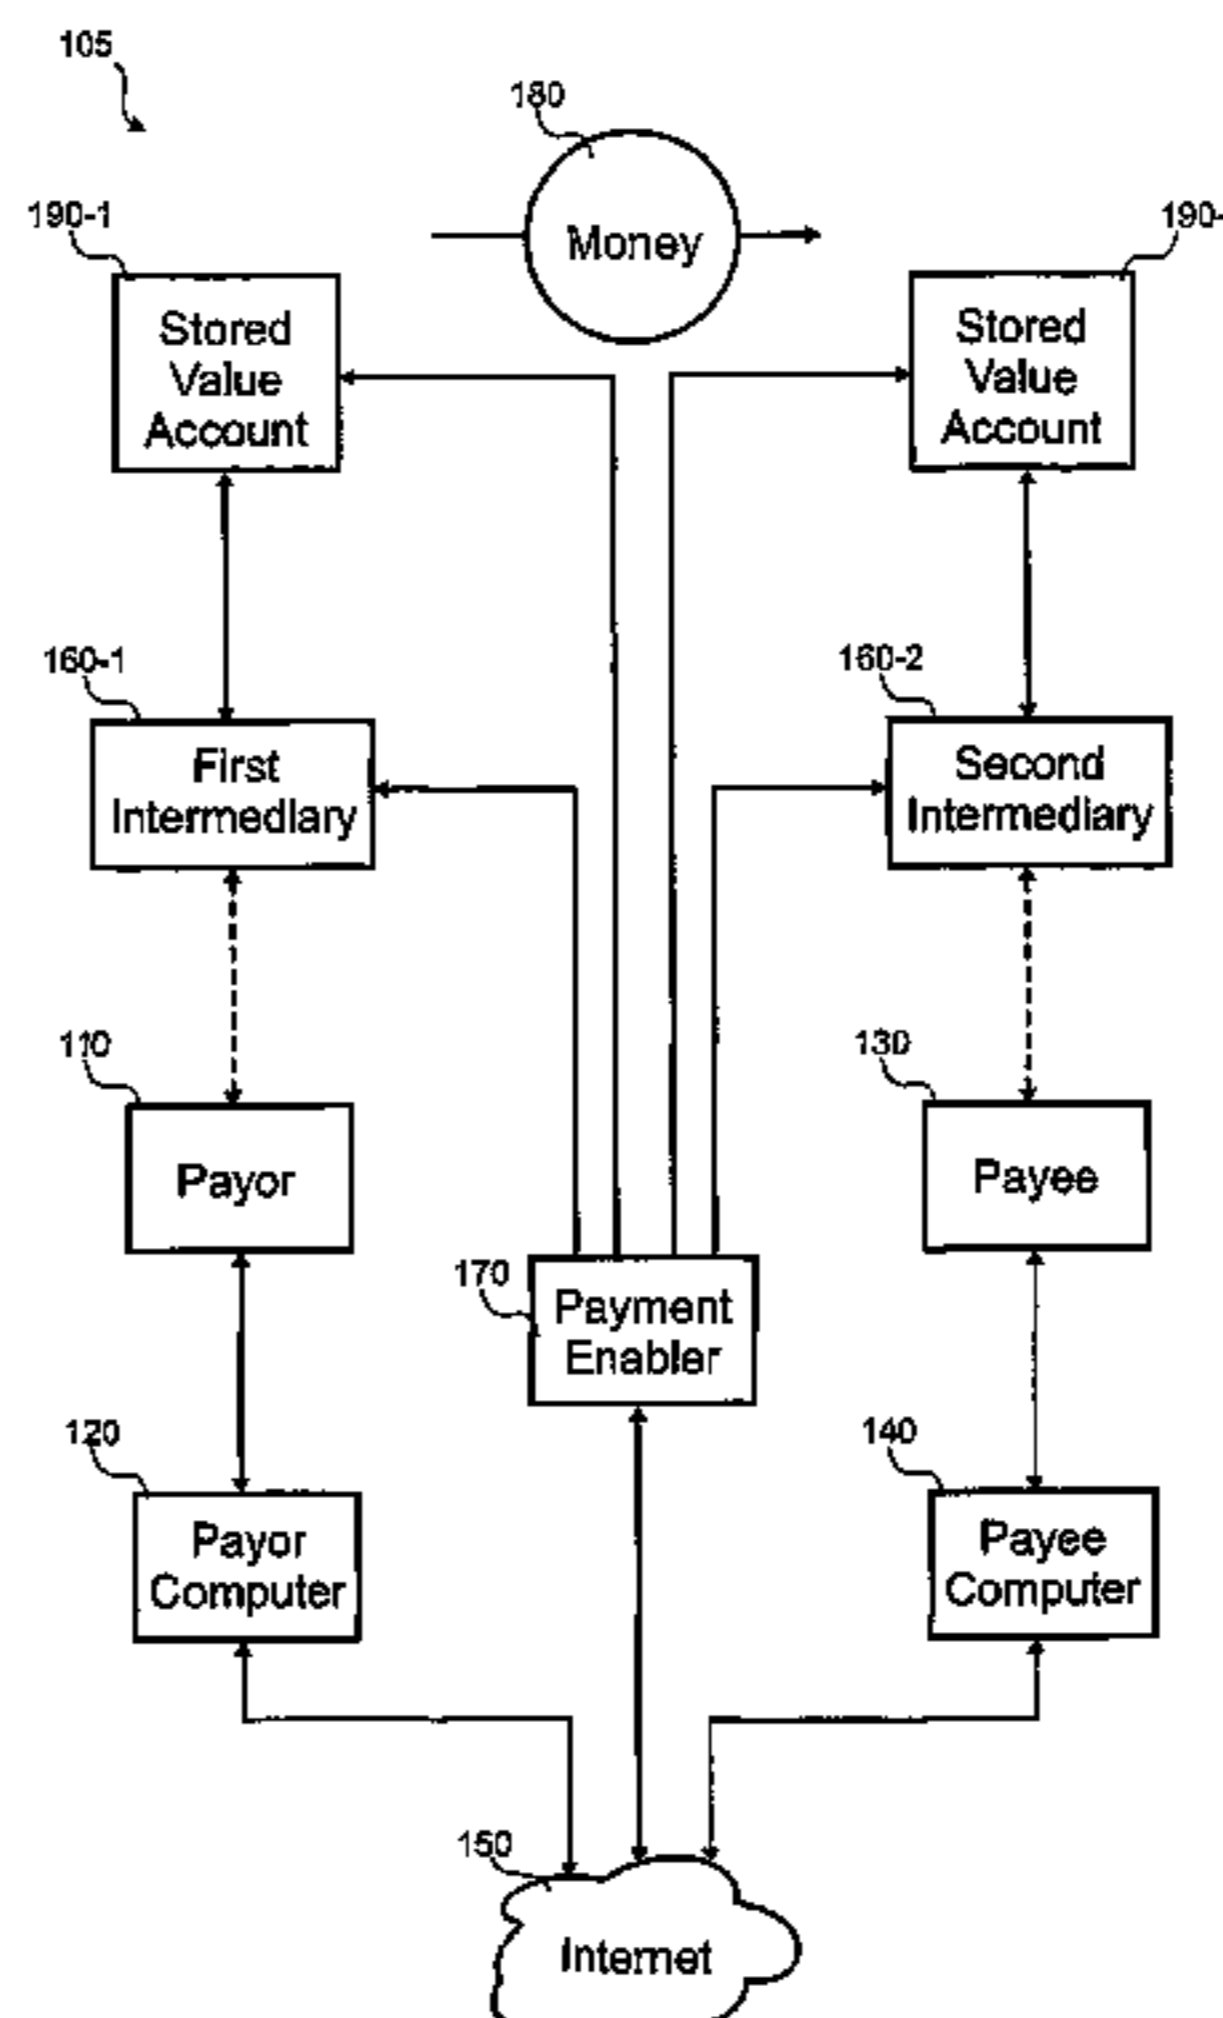 105
180
190-1
190-
Money
Stored
Value
Account
Stored
Value
Account
160-1
160-2
First
Intermediary
Second
Intermediary
110
130
Payor
Payee
170
Payment
Enabler
120
140
Payor
Computer
Payee
Computer
150
Internet